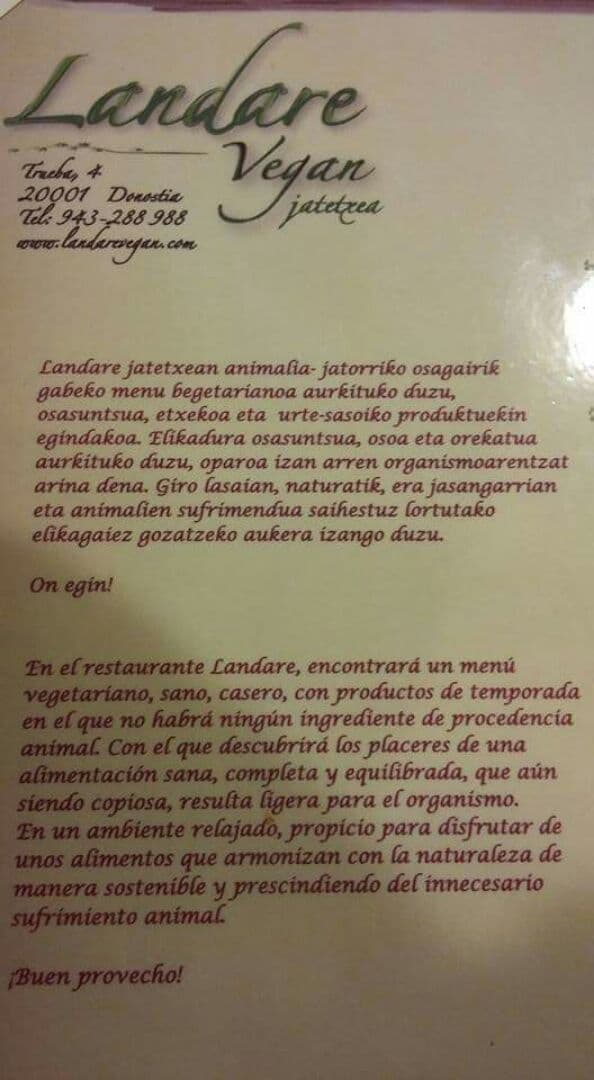 Landare
Vegan
jatetxea
Trueba, 4
20001 Donostia
Tel: 943-288 988
www.landarevegan.com
Landare jatetxean animalia- jatorriko osagairik
gabeko menu begetarianoa aurkituko duzu,
osasuntsua, etxekoa eta urte-sasoiko produktuekin
egindakoa. Elikadura osasuntsua, osoa eta orekatua
aurkituko duzu, oparoa izan arren organismoarentzat
arina dena. Giro lasaian, naturatik, era jasangarrian
eta animalien sufrimendua saihestuz lortutako
elikagaiez gozatzeko aukera izango duzu.
On egin!
En el restaurante Landare, encontrará un menú
vegetariano, sano, casero, con productos de temporada
en el que no habrá ningún ingrediente de procedencia
animal. Con el que descubrirá los placeres de una
alimentación sana, completa y equilibrada, que aún
siendo copiosa, resulta ligera para el organismo.
En un ambiente relajado, propicio para disfrutar de
unos alimentos que armonizan con la naturaleza de
manera sostenible y prescindiendo del innecesario
sufrimiento animal.
¡Buen provecho!